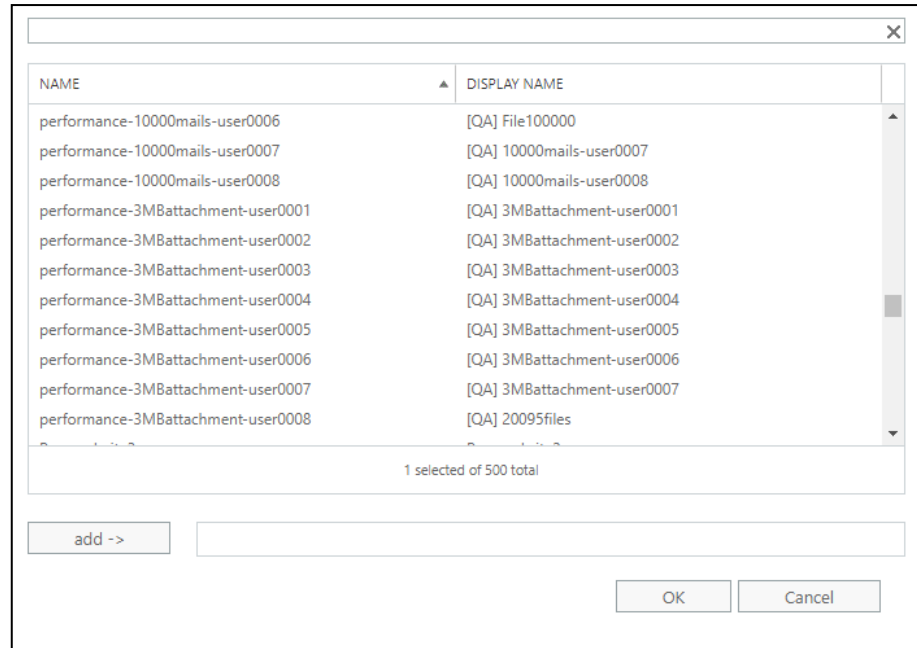 NAME DISPLAY NAME
performance-10000mails-user0006 [QA] File100000
performance-10000mails-user0007 [QA] 10000mails-user0007
performance-10000mails-user0008 [QA] 10000mails-user0008
performance-3MBattachment-user0001 [QA] 3MBattachment-user0001
performance-3MBattachment-user0002 [QA] 3MBattachment-user0002
performance-3MBattachment-user0003 [QA] 3MBattachment-user0003
performance-3MBattachment-user0004 [QA] 3MBattachment-user0004
performance-3MBattachment-user0005 [QA] 3MBattachment-user0005
performance-3MBattachment-user0006 [QA] 3MBattachment-user0006
performance-3MBattachment-user0007 [QA] 3MBattachment-user0007
performance-3MBattachment-user0008 [QA] 20095files
1 selected of 500 total
add ->
OK Cancel